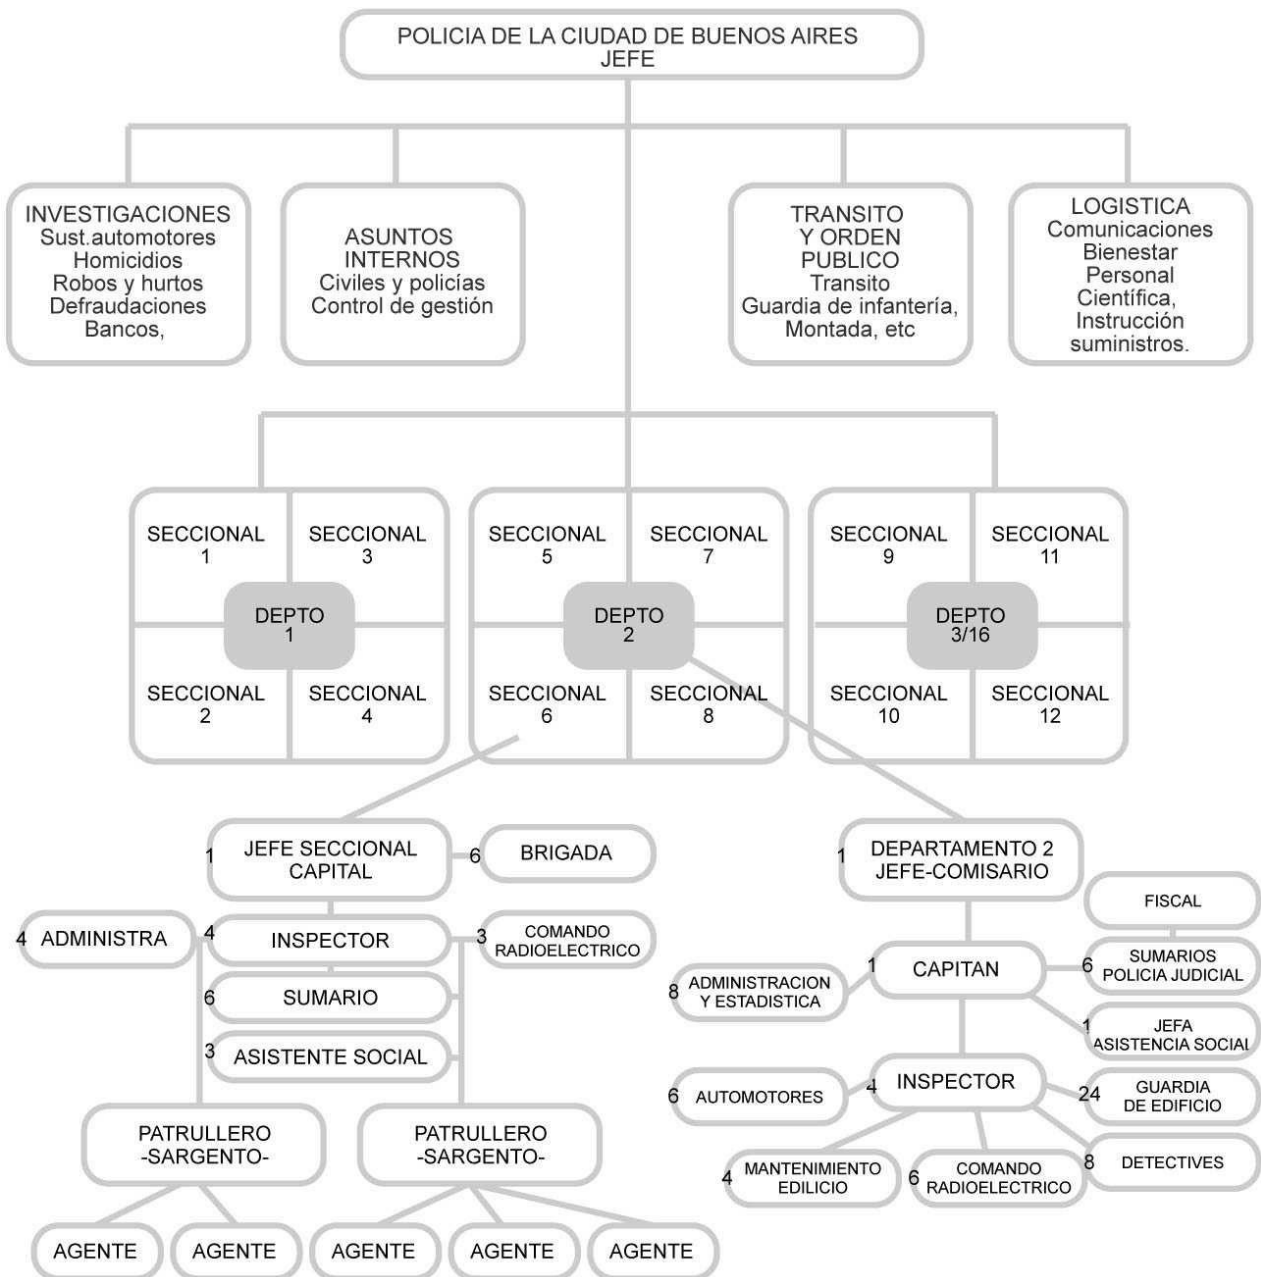 POLICIA DE LA CIUDAD DE BUENOS AIRES
JEFE
INVESTIGACIONES
Sust.automotores
Homicidios
Robos y hurtos
Defraudaciones
Bancos,
ASUNTOS
INTERNOS
Civiles y policías
Control de gestión
TRANSITO
Y ORDEN
PUBLICO
Transito
Guardia de infantería,
Montada, etc
LOGISTICA
Comunicaciones
Bienestar
Personal
Científica,
Instrucción
suministros.
SECCIONAL
1
SECCIONAL
3
DEPTO
1
SECCIONAL
2
SECCIONAL
4
SECCIONAL
5
SECCIONAL
7
DEPTO
2
SECCIONAL
6
SECCIONAL
8
SECCIONAL
9
SECCIONAL
11
DEPTO
3/16
SECCIONAL
10
SECCIONAL
12
1 JEFE SECCIONAL
CAPITAL
6 BRIGADA
4 ADMINISTRA
4 INSPECTOR
3 COMANDO
RADIOELECTRICO
6 SUMARIO
3 ASISTENTE SOCIAL
PATRULLERO
-SARGENTO-
PATRULLERO
-SARGENTO-
AGENTE
AGENTE
AGENTE
AGENTE
AGENTE
1 DEPARTAMENTO 2
JEFE-COMISARIO
FISCAL
1 CAPITAN
6 SUMARIOS
POLICIA JUDICIAL
8 ADMINISTRACION
Y ESTADISTICA
1 JEFA
ASISTENCIA SOCIAL
6 AUTOMOTORES
4 INSPECTOR
24 GUARDIA
DE EDIFICIO
4 MANTENIMIENTO
EDILICIO
6 COMANDO
RADIOELECTRICO
8 DETECTIVES